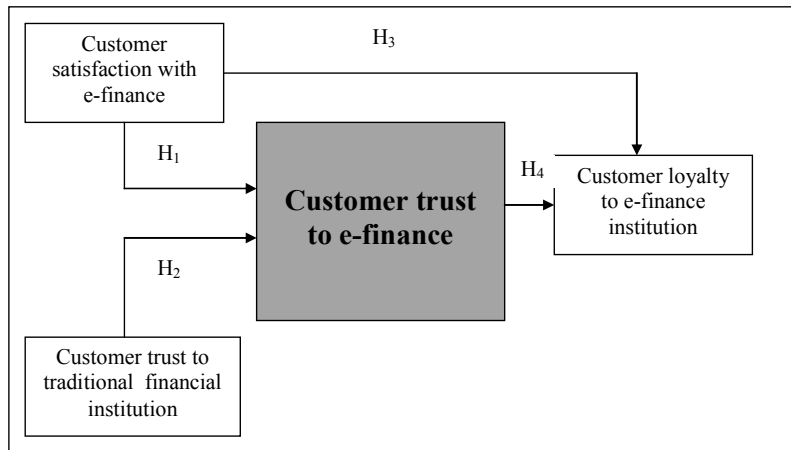 Customer
satisfaction with
e-finance
H3
H1
Customer trust
to e-finance
H4
Customer loyalty
to e-finance
institution
H2
Customer trust to
traditional financial
institution